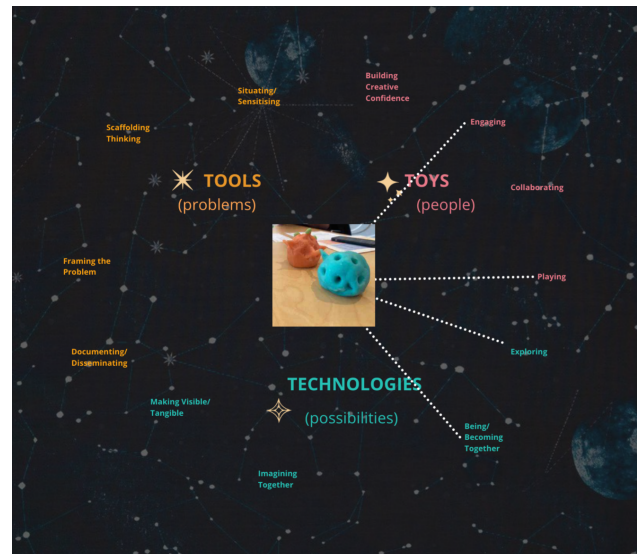 Situating/
Sensitising
Building
Creative
Confidence
Scaffolding
Thinking
Engaging
TOOLS
(problems)
TOYS
(people)
Collaborating
Framing the
Problem
Playing
Documenting/
Disseminating
Exploring
TECHNOLOGIES
(possibilities)
Making Visible/
Tangible
Being/
Becoming
Together
Imagining
Together